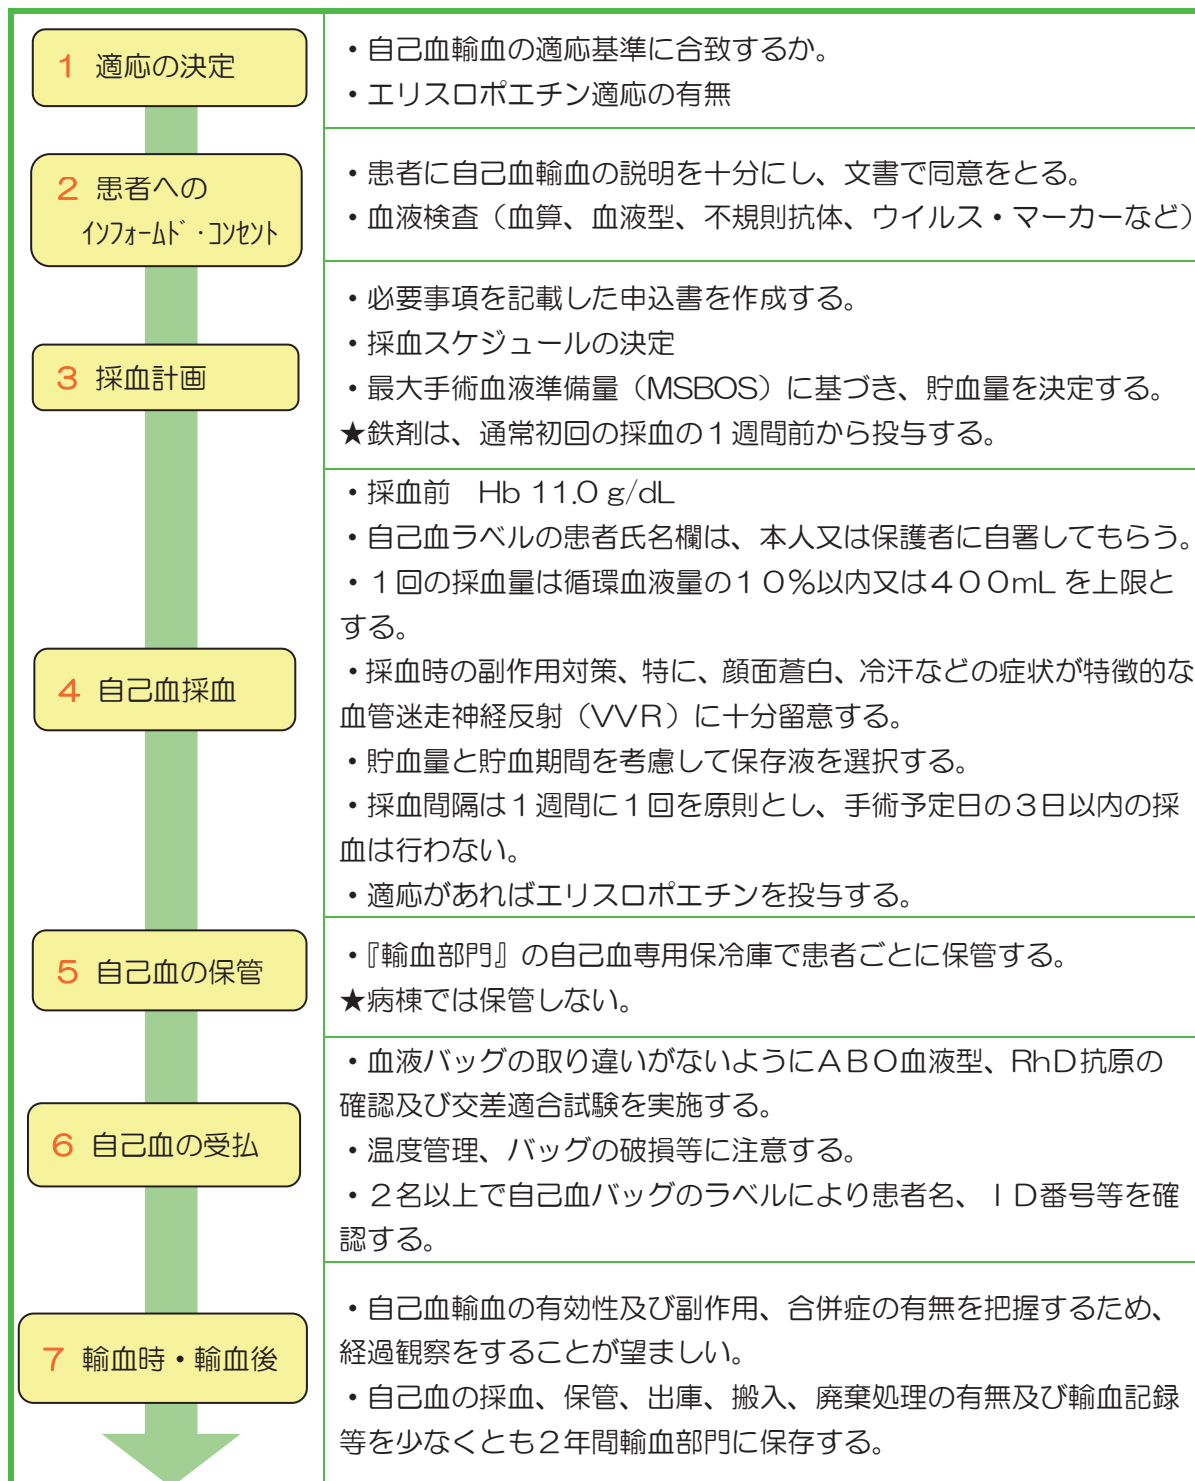 1 適応の決定
・自己血輸血の適応基準に合致するか。
・エリスロポエチン適応の有無
2 患者への
インフォームド・コンセント
・患者に自己血輸血の説明を十分にし、文書で同意をとる。
・血液検査（血算、血液型、不規則抗体、ウイルス・マーカーなど）
3 採血計画
・必要事項を記載した申込書を作成する。
・採血スケジュールの決定
・最大手術血液準備量（MSBOS）に基づき、貯血量を決定する。
★鉄剤は、通常初回の採血の１週間前から投与する。
4 自己血採血
・採血前　Hb 11.0 g/dL
・自己血ラベルの患者氏名欄は、本人又は保護者に自署してもらう。
・１回の採血量は循環血液量の１０％以内又は４００mL を上限と
する。
・採血時の副作用対策、特に、顔面蒼白、冷汗などの症状が特徴的な
血管迷走神経反射（ＶＶＲ）に十分留意する。
・貯血量と貯血期間を考慮して保存液を選択する。
・採血間隔は１週間に１回を原則とし、手術予定日の３日以内の採
血は行わない。
・適応があればエリスロポエチンを投与する。
5 自己血の保管
・『輸血部門』の自己血専用保冷庫で患者ごとに保管する。
★病棟では保管しない。
6 自己血の受払
・血液バッグの取り違いがないようにＡＢＯ血液型、RhＤ抗原の
確認及び交差適合試験を実施する。
・温度管理、バッグの破損等に注意する。
・２名以上で自己血バッグのラベルにより患者名、ＩＤ番号等を確
認する。
7 輸血時・輸血後
・自己血輸血の有効性及び副作用、合併症の有無を把握するため、
経過観察をすることが望ましい。
・自己血の採血、保管、出庫、搬入、廃棄処理の有無及び輸血記録
等を少なくとも２年間輸血部門に保存する。